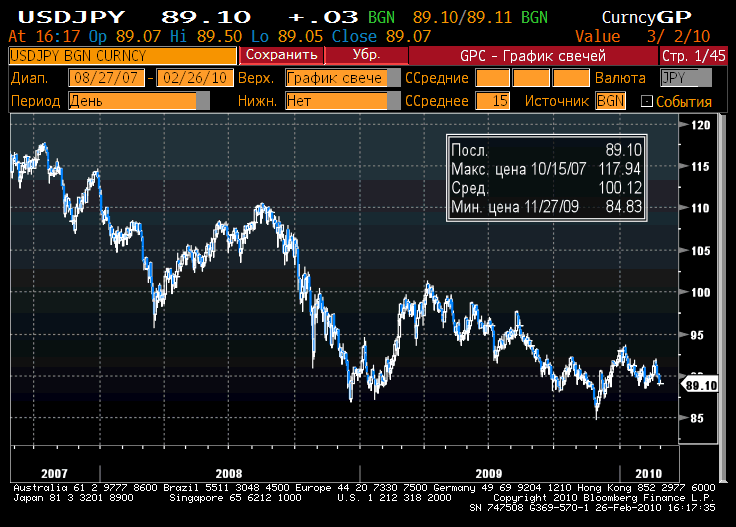 USDJPY 89.10 +.03 BGN 89.10/89.11 BGN CurncyGP
At 16:17 Op 89.07 Hi 89.50 Lo 89.05 Close 89.07 Value 3/ 2/10
USDJPY BGN CURNCY Сохранить Убр. GPC - График свечей Стр. 1/45
Диап. 08/27/07 - 02/26/10 Верх. График свече ССредние Валюта JPY
Период День Нижн. Нет ССреднее 15 Источник BGN События
120
Посл. 89.10
Макс. цена 10/15/07 117.94
Сред. 100.12
Мин. цена 11/27/09 84.83
115
110
105
100
95
90
89.10
85
2007 2008 2009 2010
Australia 61 2 9777 8600 Brazil 5511 3048 4500 Europe 44 20 7330 7500 Germany 49 69 9204 1210 Hong Kong 852 2977 6000
Japan 81 3 3201 8900 Singapore 65 6212 1000 U.S. 1 212 318 2000 Copyright 2010 Bloomberg Finance L.P.
SN 747508 G369-570-1 26-Feb-2010 16:17:35